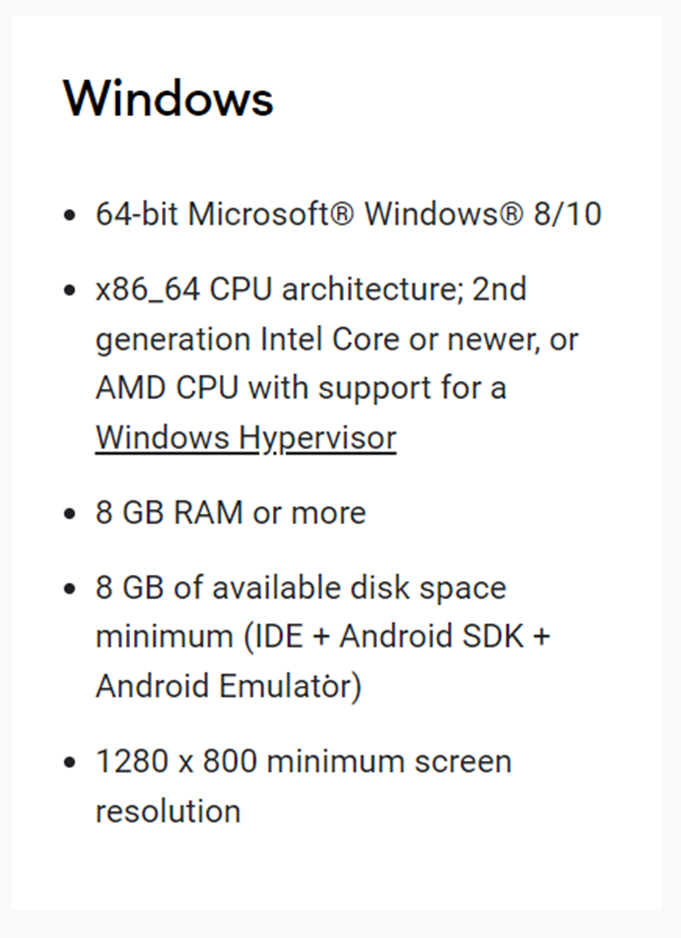 Windows
• 64-bit Microsoft® Windows® 8/10
• x86_64 CPU architecture; 2nd
generation Intel Core or newer, or
AMD CPU with support for a
Windows Hypervisor
• 8 GB RAM or more
• 8 GB of available disk space
minimum (IDE + Android SDK +
Android Emulator)
• 1280 x 800 minimum screen
resolution